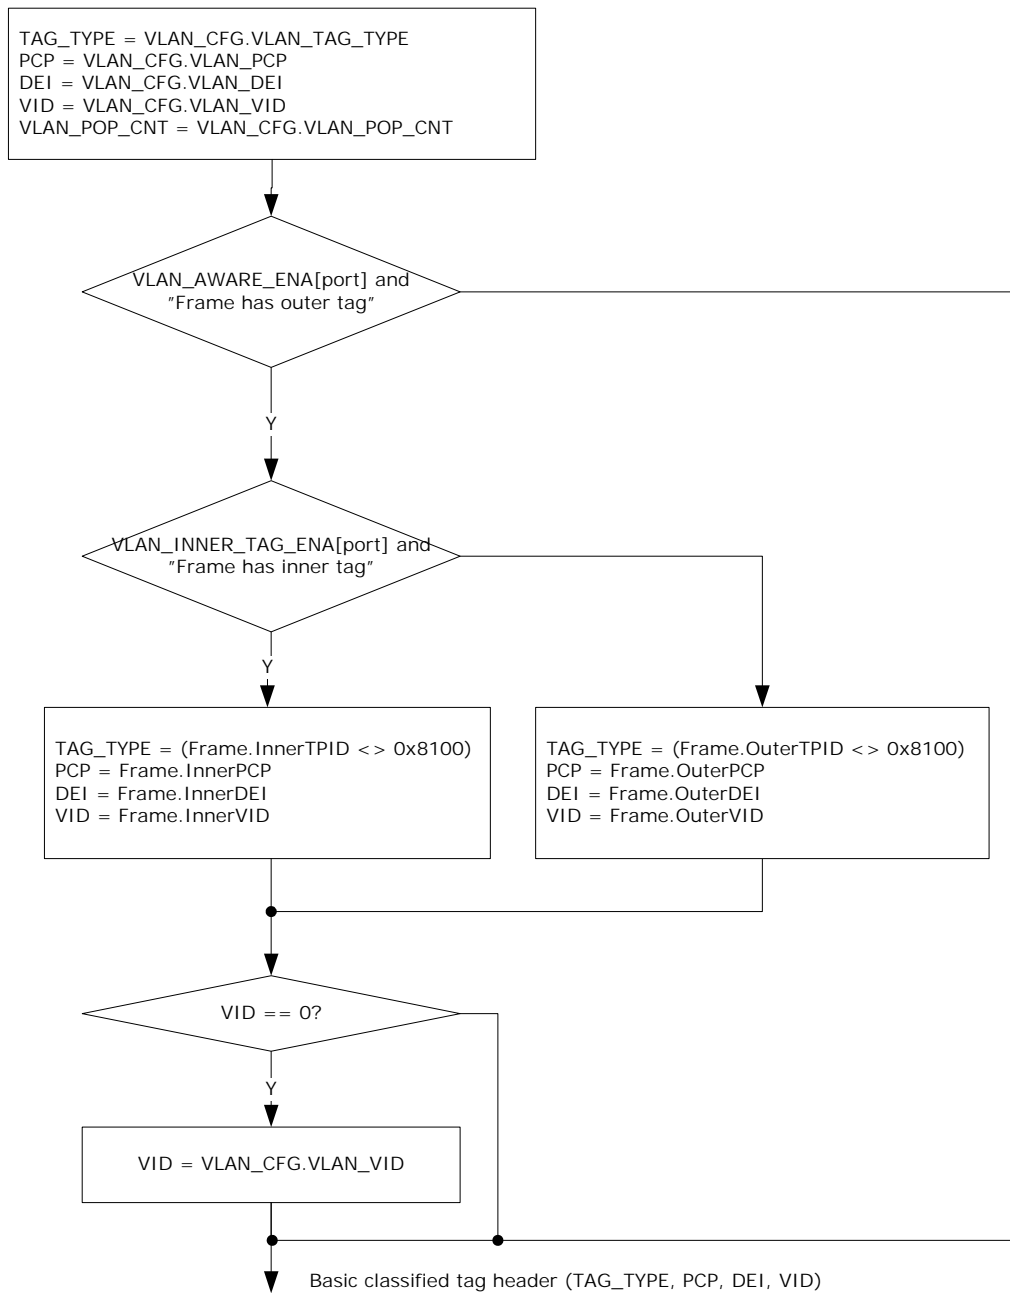 TAG_TYPE = VLAN_CFG.VLAN_TAG_TYPE
PCP = VLAN_CFG.VLAN_PCP
DEI = VLAN_CFG.VLAN_DEI
VID = VLAN_CFG.VLAN_VID
VLAN_POP_CNT = VLAN_CFG.VLAN_POP_CNT
VLAN_AWARE_ENA[port] and
"Frame has outer tag"
Y
VLAN_INNER_TAG_ENA[port] and
"Frame has inner tag"
Y
TAG_TYPE = (Frame.InnerTPID <> 0x8100)
PCP = Frame.InnerPCP
DEI = Frame.InnerDEI
VID = Frame.InnerVID
TAG_TYPE = (Frame.OuterTPID <> 0x8100)
PCP = Frame.OuterPCP
DEI = Frame.OuterDEI
VID = Frame.OuterVID
VID == 0?
Y
VID = VLAN_CFG.VLAN_VID
Basic classified tag header (TAG_TYPE, PCP, DEI, VID)